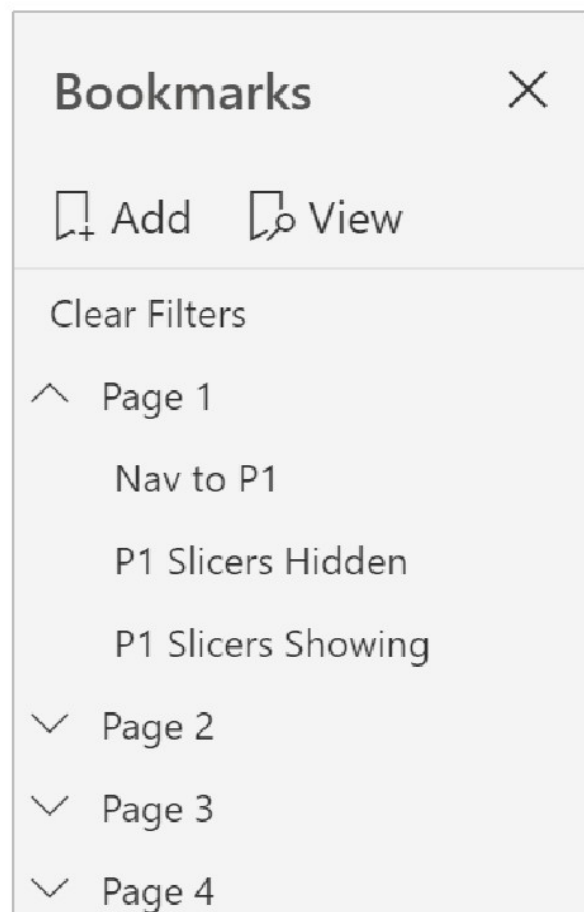 Bookmarks
Add View
Clear Filters
Page 1
Nav to P1
P1 Slicers Hidden
P1 Slicers Showing
Page 2
Page 3
Page 4